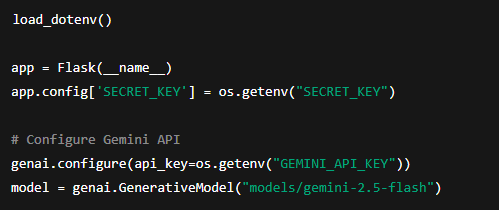 load_dotenv()
app = Flask(__name__)
app.config['SECRET_KEY'] = os.getenv("SECRET_KEY")
# Configure Gemini API
genai.configure(api_key=os.getenv("GEMINI_API_KEY"))
model = genai.GenerativeModel("models/gemini-2.5-flash")